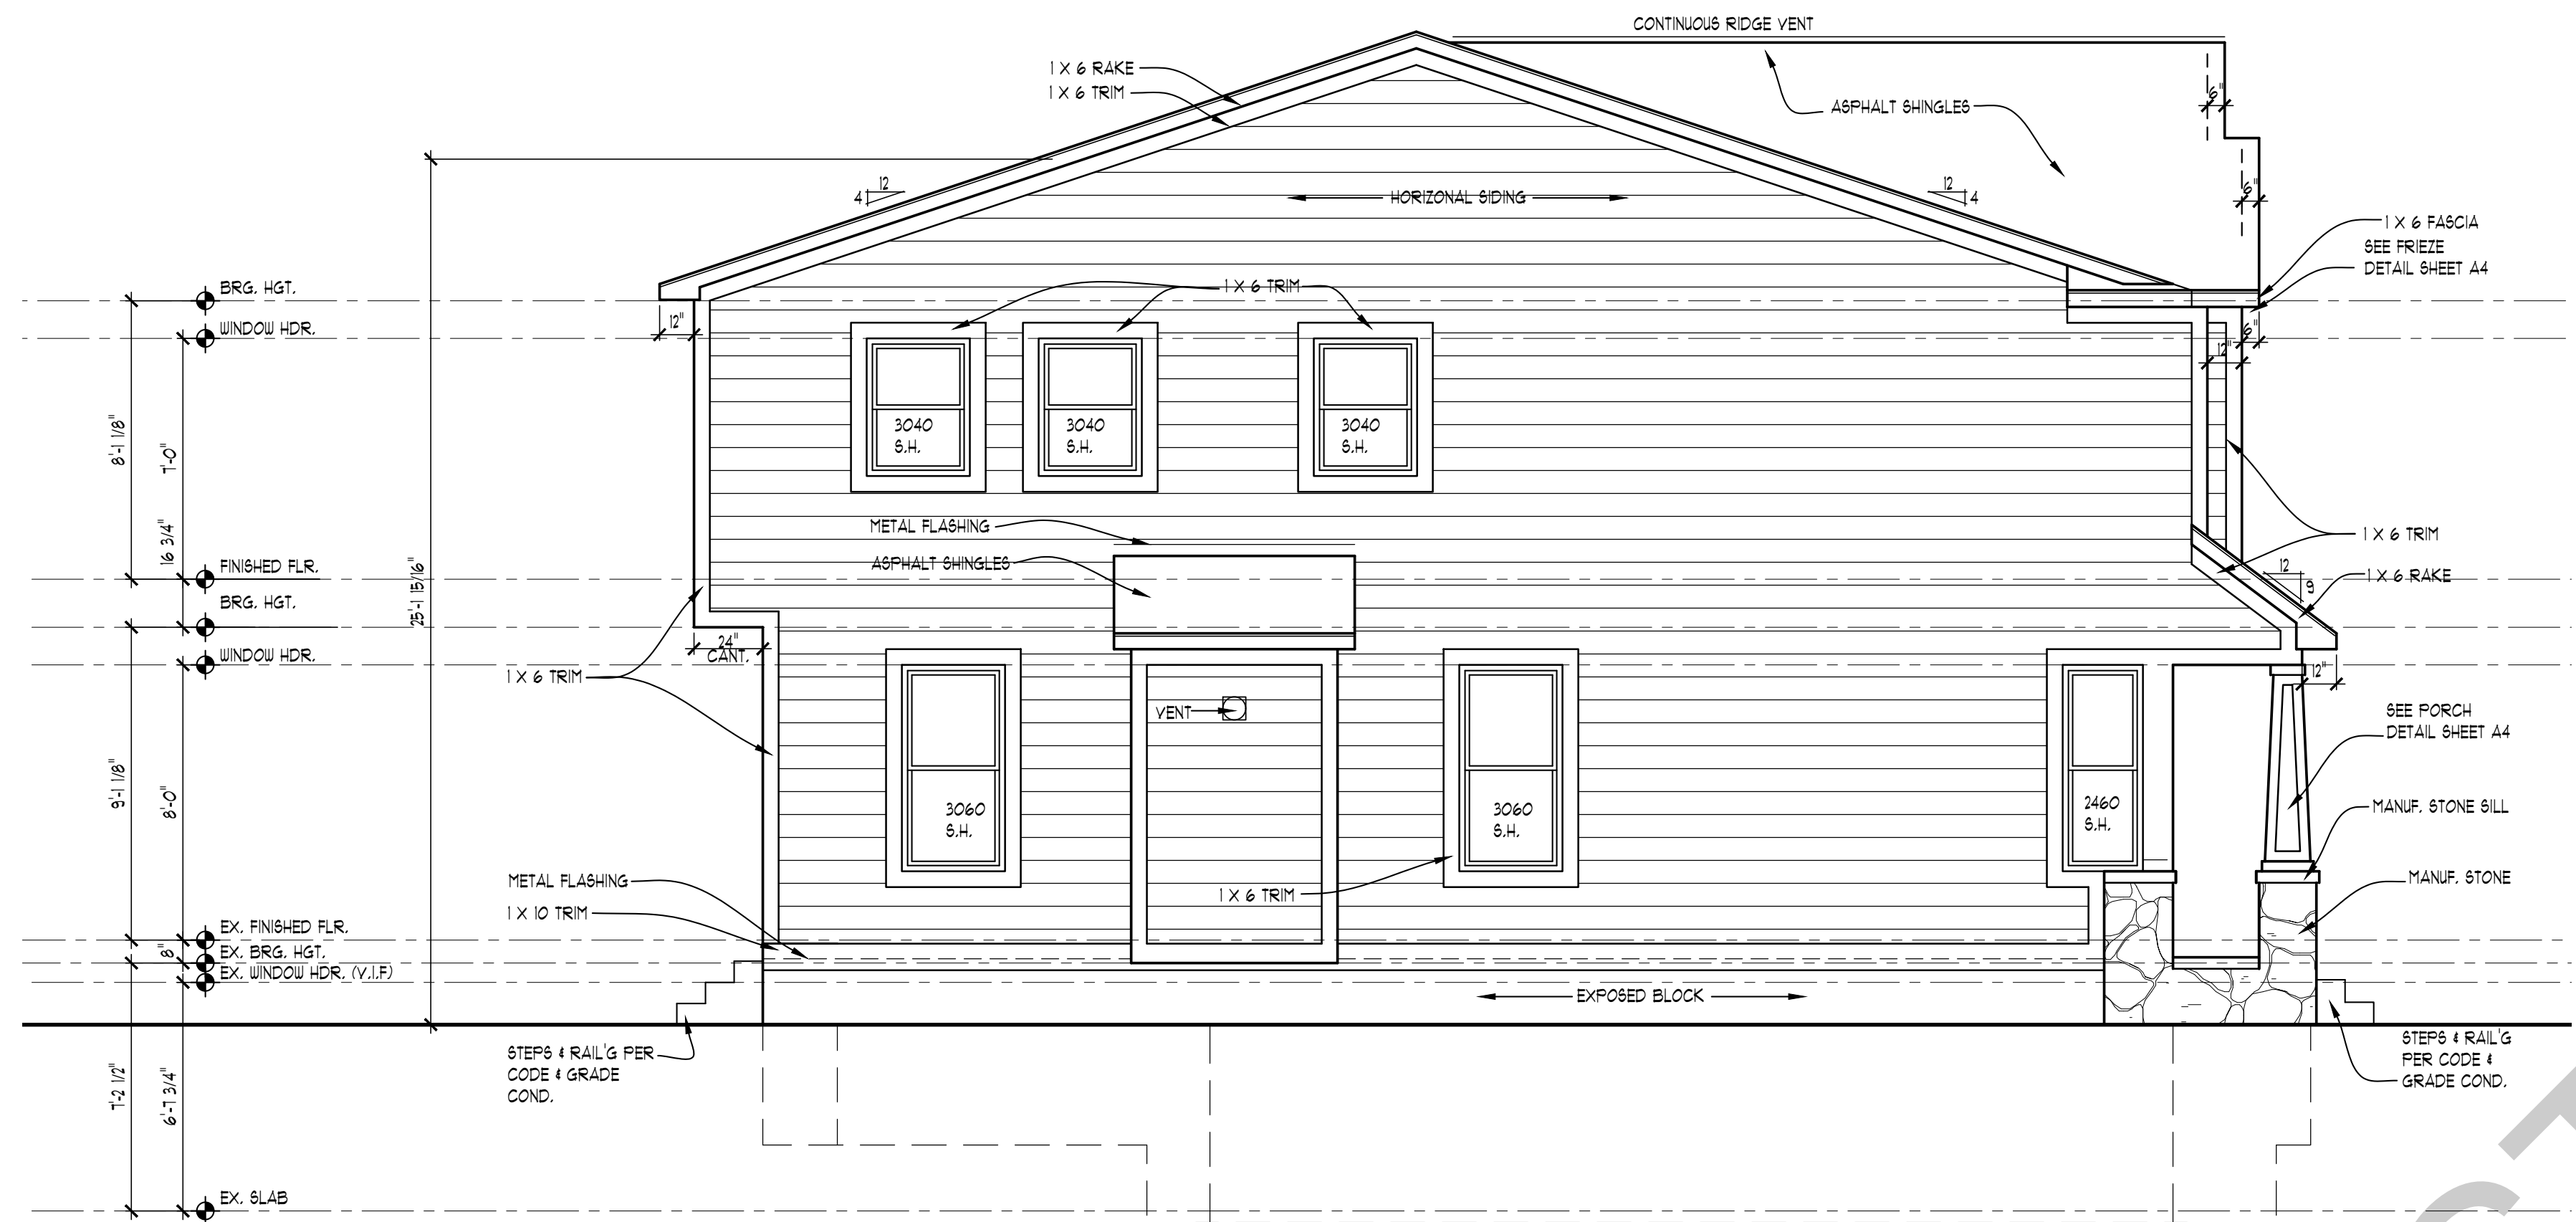 CONTINUOUS RIDGE VENT
1 X 6 RAKE
1 X 6 TRIM
ASPHALT SHINGLES
6"
12
4
HORIZONAL SIDING
12
4
6"
1 X 6 FASCIA
SEE FRIEZE
DETAIL SHEET A4
BRG. HGT.
1 X 6 TRIM
12"
WINDOW HDR.
6"
12"
8'-1 1/8"
7'-0"
3040
S.H.
3040
S.H.
3040
S.H.
16 3/4"
METAL FLASHING
1 X 6 TRIM
FINISHED FLR.
25'-1 15/16"
ASPHALT SHINGLES
12
9
1 X 6 RAKE
BRG. HGT.
24"
CANT.
WINDOW HDR.
1 X 6 TRIM
12"
VENT
SEE PORCH
DETAIL SHEET A4
9'-1 1/8"
8'-0"
3060
S.H.
3060
S.H.
2460
S.H.
MANUF. STONE SILL
METAL FLASHING
1 X 6 TRIM
MANUF. STONE
1 X 10 TRIM
EX. FINISHED FLR.
8"
EX. BRG. HGT.
EX. WINDOW HDR. (V.I.F)
EXPOSED BLOCK
STEPS & RAIL'G PER
CODE & GRADE
COND.
STEPS & RAIL'G
PER CODE &
GRADE COND.
7'-2 1/2"
6'-7 3/4"
EX. SLAB